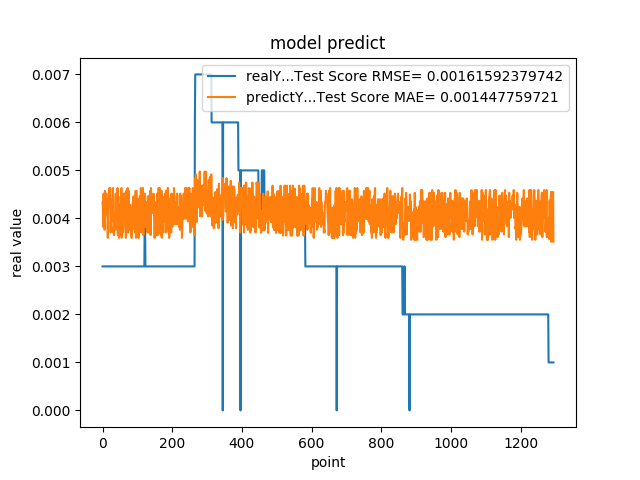 model predict
realY...Test Score RMSE= 0.00161592379742
predictY...Test Score MAE= 0.001447759721
0.007
0.006
0.005
0.004
0.003
0.002
0.001
0.000
real value
0 200 400 600 800 1000 1200
point